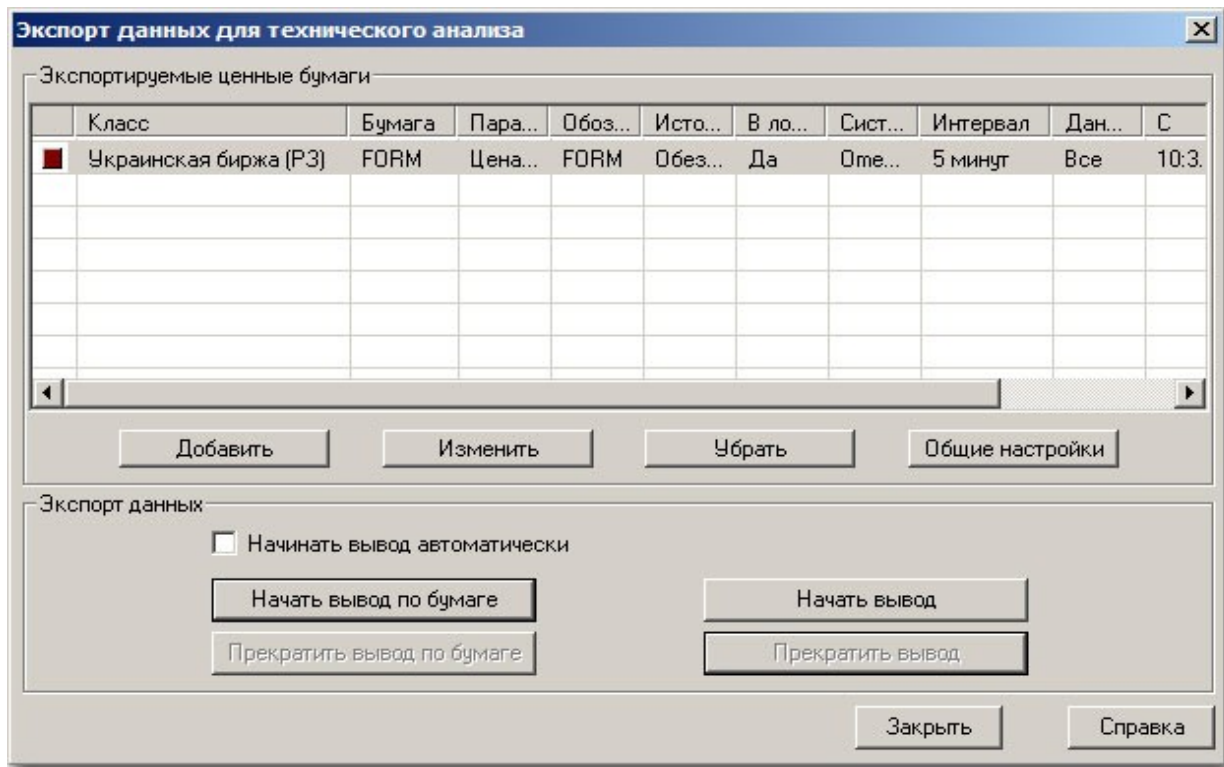 Экспорт данных для технического анализа
Экспортируемые ценные бумаги
Класс Бумага Пара... Обоз... Исто... В ло... Сист... Интервал Дан... С
Украинская биржа (РЗ) FORM Цена... FORM Обез... Да Ome... 5 минут Все 10:3.
Добавить Изменить Убрать Общие настройки
Экспорт данных
Начинать вывод автоматически
Начать вывод по бумаге Начать вывод
Прекратить вывод по бумаге Прекратить вывод
Закрыть Справка